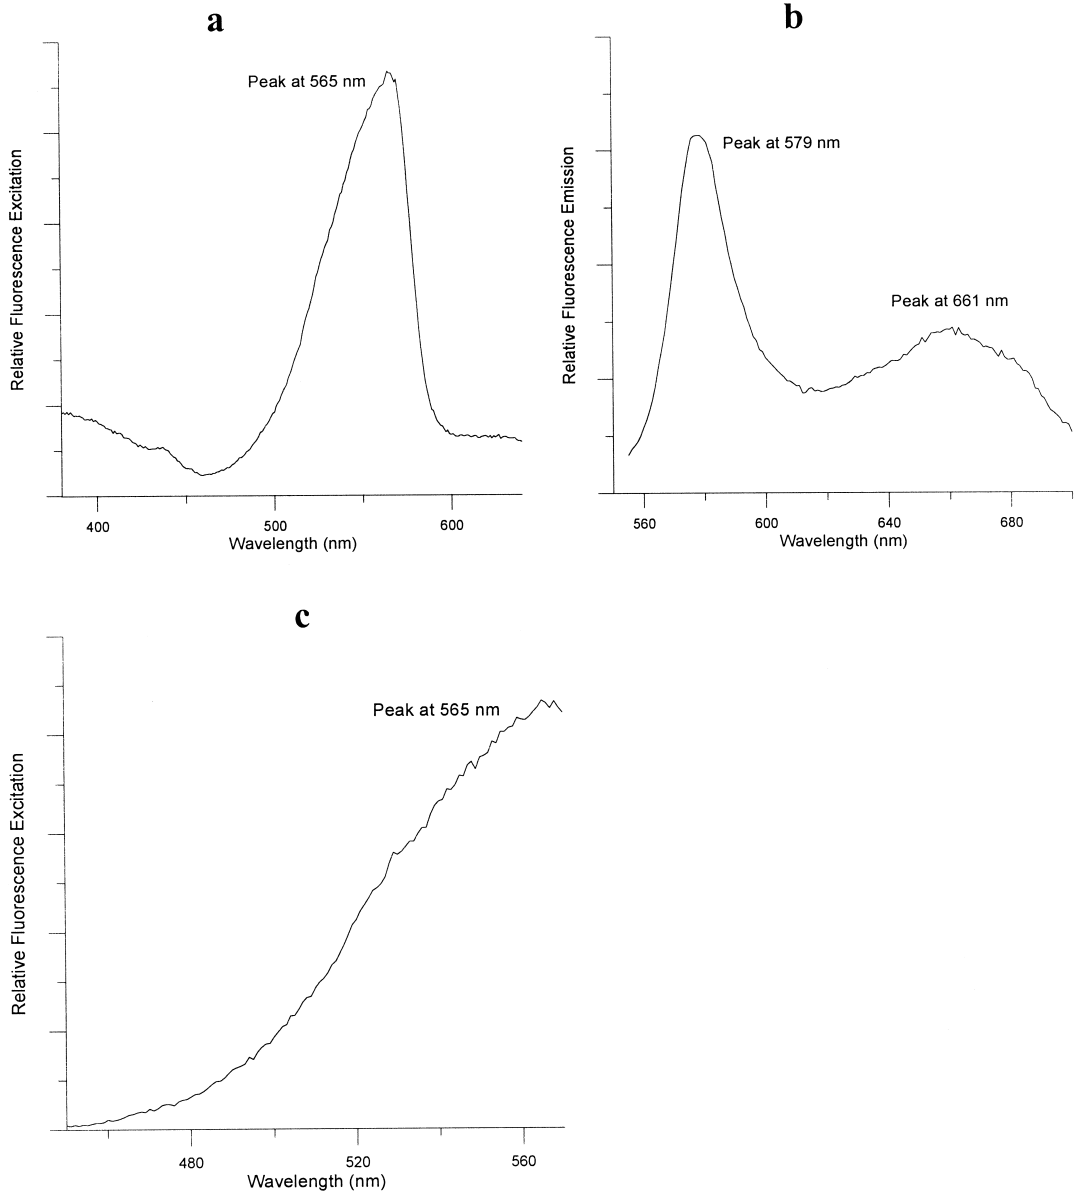 a
Peak at 565 nm
Relative Fluorescence Excitation
400
500
600
Wavelength (nm)
b
Peak at 579 nm
Peak at 661 nm
Relative Fluorescence Emission
560
600
640
680
Wavelength (nm)
c
Peak at 565 nm
Relative Fluorescence Excitation
480
520
560
Wavelength (nm)